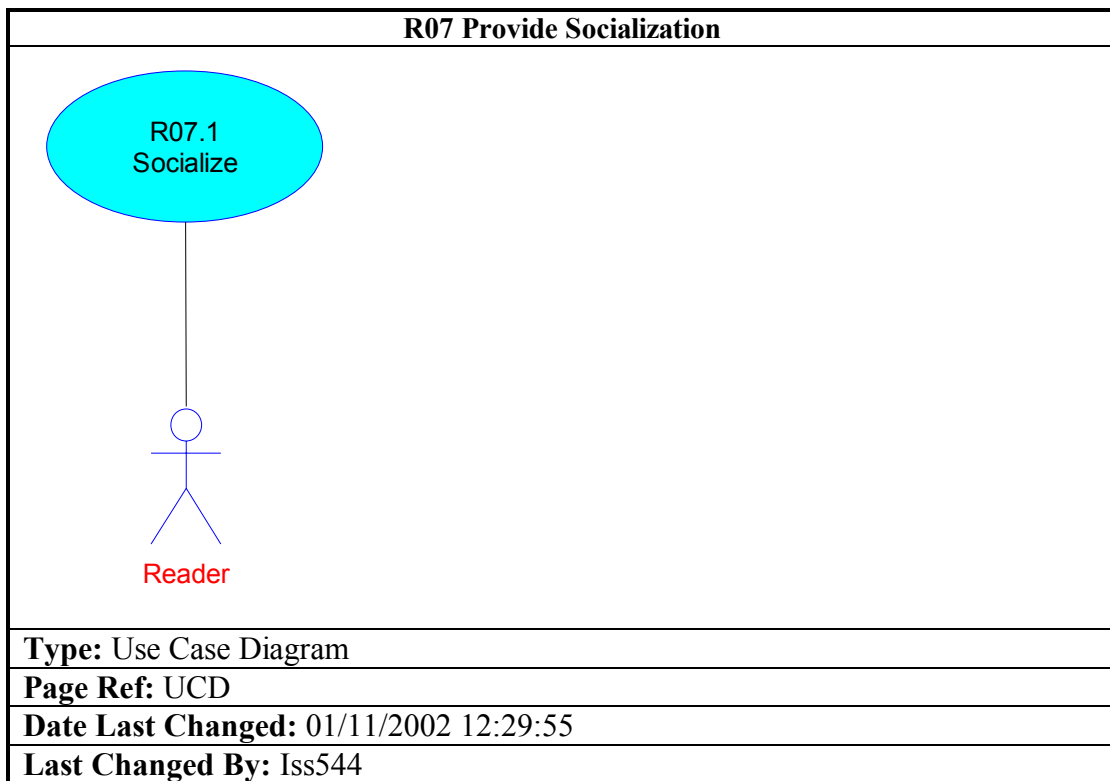 R07 Provide Socialization
R07.1
Socialize
Reader
Type: Use Case Diagram
Page Ref: UCD
Date Last Changed: 01/11/2002 12:29:55
Last Changed By: Iss544